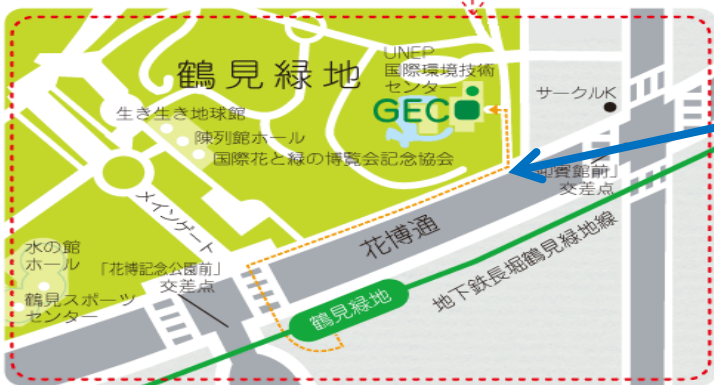 鶴見緑地
UNEP
国際環境技術
センター
GEC
サークルK
生き生き地球館
陳列館ホール
国際花と緑の博覧会記念協会
迎賓館前」
交差点
メインゲート
花博通
水の館
ホール
「花博記念公園前」
交差点
鶴見スポーツ
センター
鶴見緑地
地下鉄長堀鶴見緑地線